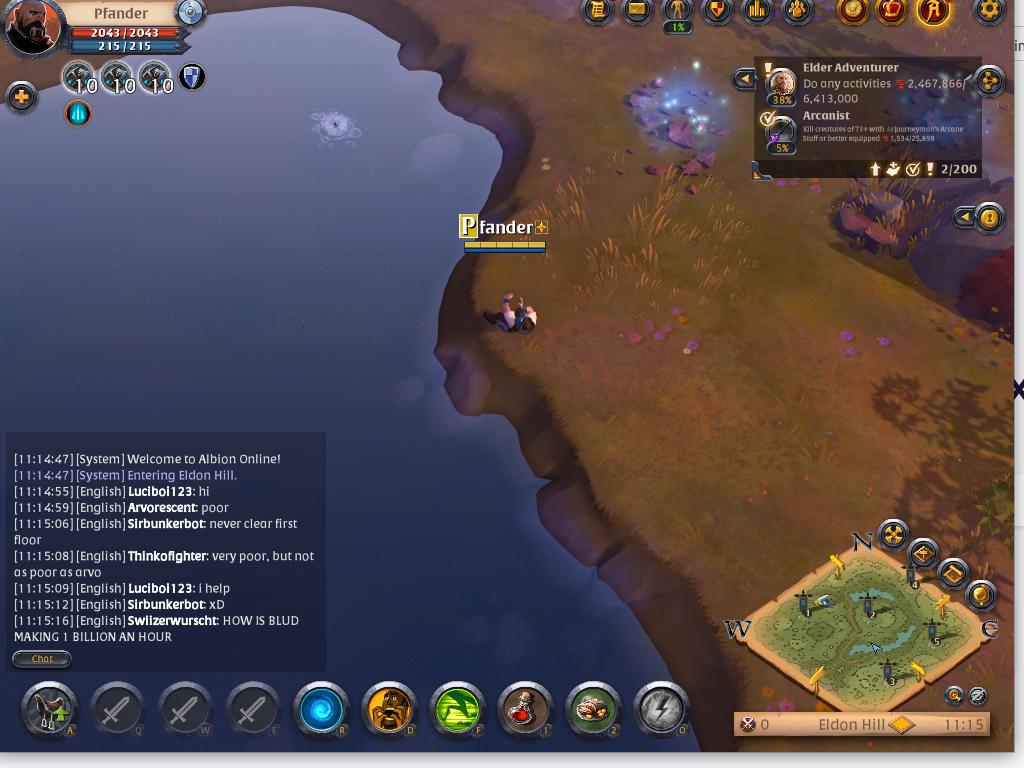 Pfander
2043 / 2043
215 / 215
10 10 10
1%
Elder Adventurer
Do any activities 2,467,866/
6,413,000
38%
Arcanist
Kill creatures of T3+ with Journeyman's Arcane
Staff or better equipped 1,534/25,898
5%
2/200
Pfander
[11:14:47] [System] Welcome to Albion Online!
[11:14:47] [System] Entering Eldon Hill.
[11:14:55] [English] Luciboi123: hi
[11:14:59] [English] Arvorescent: poor
[11:15:06] [English] Sirbunkerbot: never clear first
floor
[11:15:08] [English] Thinkofighter: very poor, but not
as poor as arvo
[11:15:09] [English] Luciboi123: i help
[11:15:12] [English] Sirbunkerbot: xD
[11:15:16] [English] Swiizerwurscht: HOW IS BLUD
MAKING 1 BILLION AN HOUR
Chat
N
W
E
1
2
3
4
5
A
Q
W
E
R
D
F
1
2
O
0 Eldon Hill 11:15